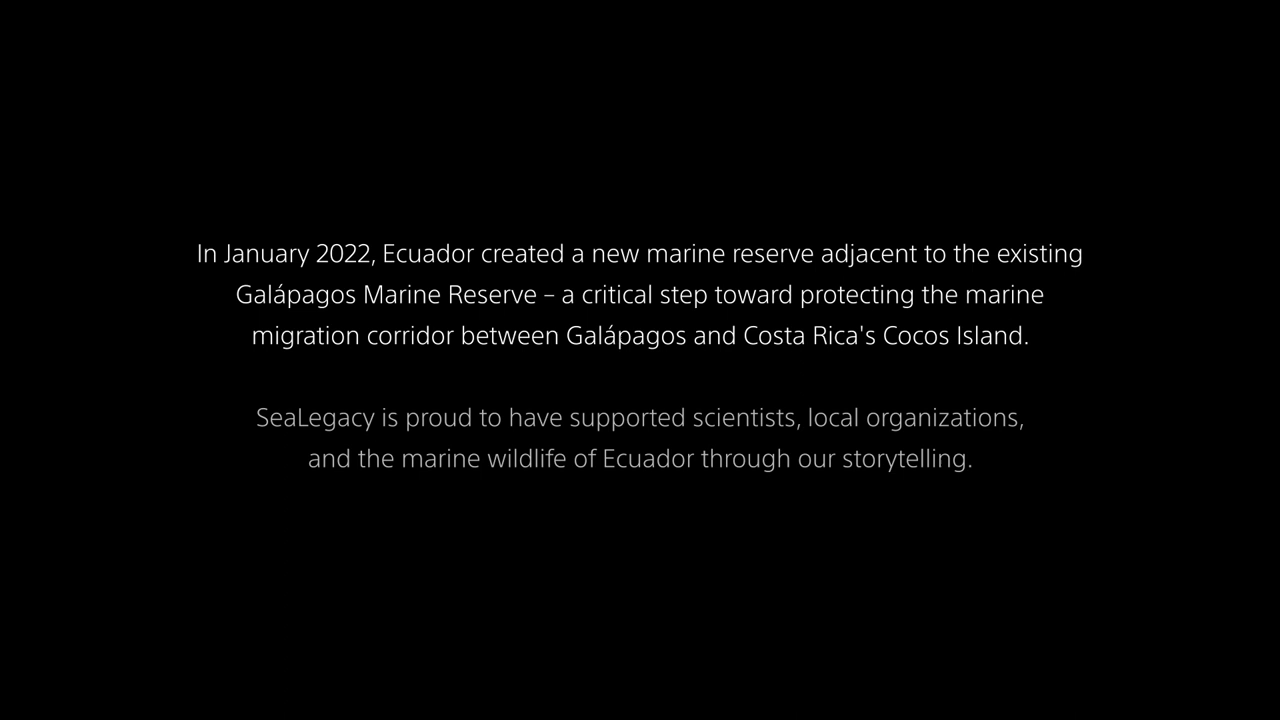 In January 2022, Ecuador created a new marine reserve adjacent to the existing
Galápagos Marine Reserve – a critical step toward protecting the marine
migration corridor between Galápagos and Costa Rica's Cocos Island.
SeaLegacy is proud to have supported scientists, local organizations,
and the marine wildlife of Ecuador through our storytelling.